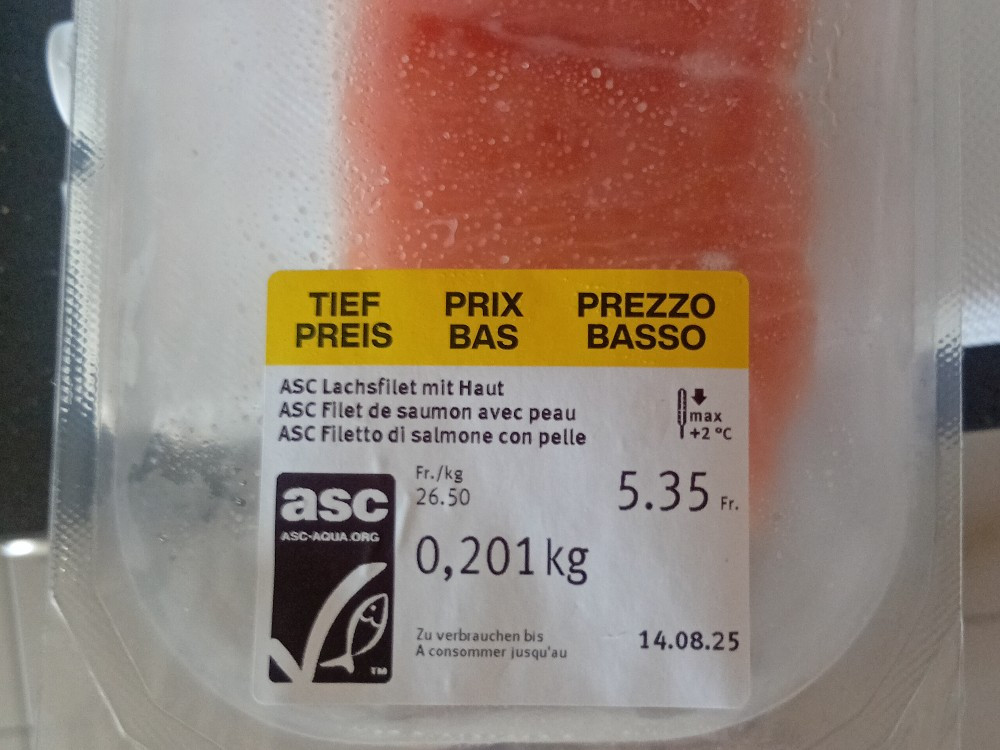 TIEF PREIS
PRIX BAS
PREZZO BASSO
ASC Lachsfilet mit Haut
ASC Filet de saumon avec peau
ASC Filetto di salmone con pelle
max
+2 °C
asc
ASC-AQUA.ORG
TM
Fr./kg
26.50
5.35 Fr.
0,201 kg
Zu verbrauchen bis
A consommer jusqu'au
14.08.25